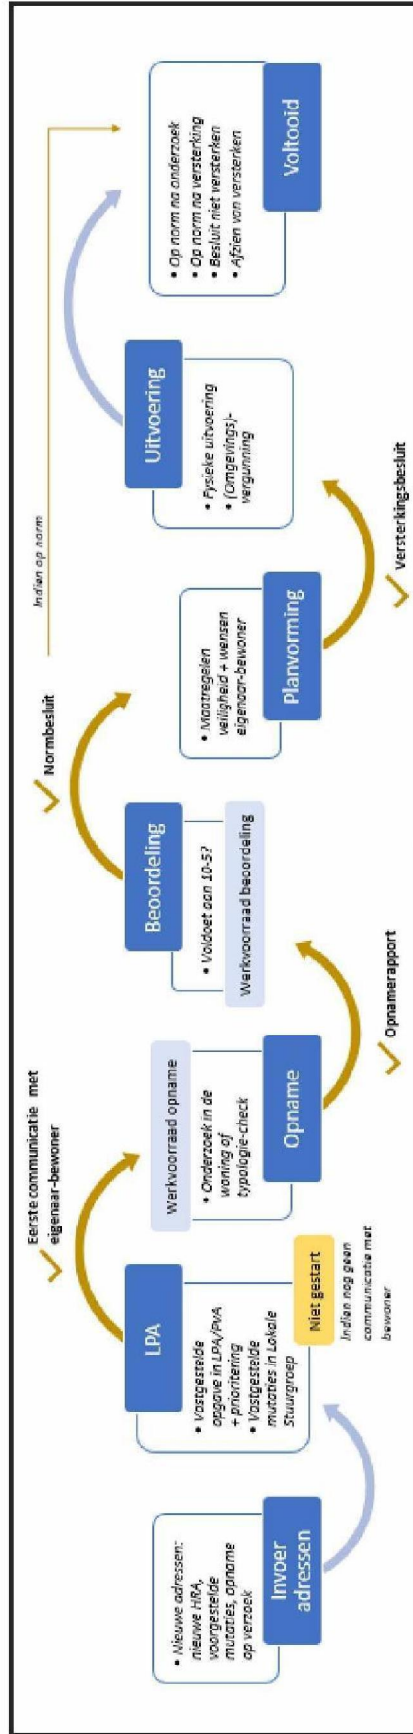 • Nieuwe adressen:
nieuwe HRA,
voorgestelde
mutaties, opname
op verzoek
Invoer
adressen
LPA
• Vastgestelde
opgave in LPA/PVA
+ prioritering
• Vastgestelde
mutaties in Lokale
Stuurgroep
Niet gestart
Indien nog geen
communicatie met
bewoner
Eerste communicatie met
eigenaar-bewoner
Werkvoorraad opname
• Onderzoek in de
woning of
typologie-check
Opname
Opnamerapport
Beoordeling
• Voldoet aan 10-5?
Werkvoorraad beoordeling
Normbesluit
Indien op norm
• Maatregelen
veiligheid + wensen
eigenaar-bewoner
Planvorming
Versterkingsbesluit
Uitvoering
• Fysieke uitvoering
• (Omgevings)-
vergunning
• Op norm na onderzoek
• Op norm na versterking
• Besluit niet versterken
• Afzien van versterken
Voltooid